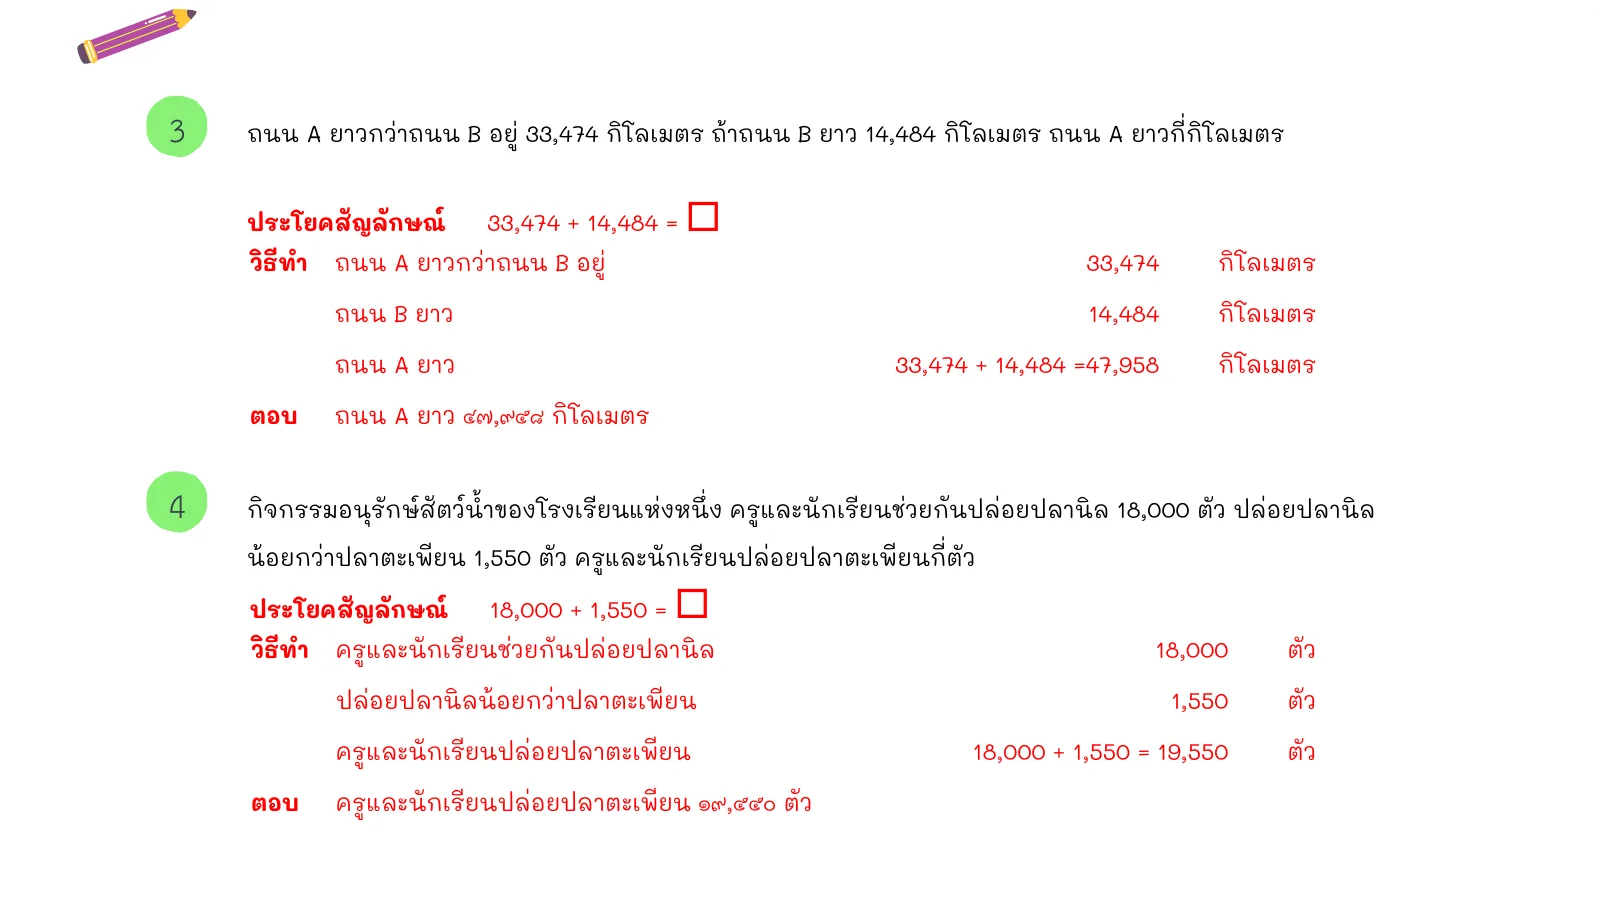 3 ถนน A ยาวกว่าถนน B อยู่ 33,474 กิโลเมตร ถ้าถนน B ยาว 14,484 กิโลเมตร ถนน A ยาวกี่กิโลเมตร
ประโยคสัญลักษณ์ 33,474 + 14,484 = □
วิธีทำ ถนน A ยาวกว่าถนน B อยู่ 33,474 กิโลเมตร
ถนน B ยาว 14,484 กิโลเมตร
ถนน A ยาว 33,474 + 14,484 =47,958 กิโลเมตร
ตอบ ถนน A ยาว ๔๗,๙๕๘ กิโลเมตร
4 กิจกรรมอนุรักษ์สัตว์น้ำของโรงเรียนแห่งหนึ่ง ครูและนักเรียนช่วยกันปล่อยปลานิล 18,000 ตัว ปล่อยปลานิล
น้อยกว่าปลาตะเพียน 1,550 ตัว ครูและนักเรียนปล่อยปลาตะเพียนกี่ตัว
ประโยคสัญลักษณ์ 18,000 + 1,550 = □
วิธีทำ ครูและนักเรียนช่วยกันปล่อยปลานิล 18,000 ตัว
ปล่อยปลานิลน้อยกว่าปลาตะเพียน 1,550 ตัว
ครูและนักเรียนปล่อยปลาตะเพียน 18,000 + 1,550 = 19,550 ตัว
ตอบ ครูและนักเรียนปล่อยปลาตะเพียน ๑๙,๕๕๐ ตัว